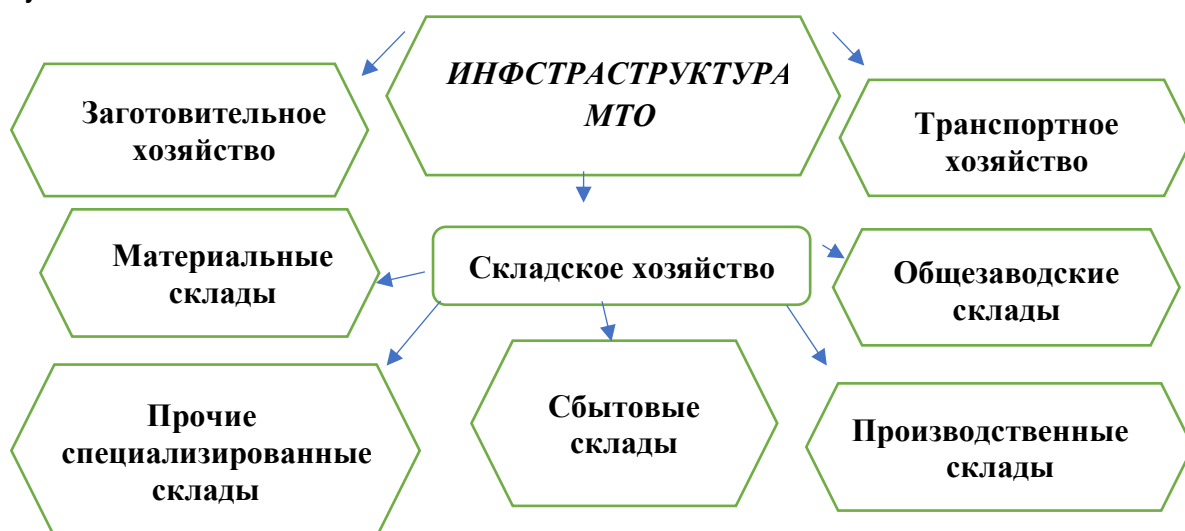 ИНФСТРАСТРУКТУРА
МТО
Заготовительное
хозяйство
Транспортное
хозяйство
Материальные
склады
Складское хозяйство
Общезаводские
склады
Прочие
специализированные
склады
Сбытовые
склады
Производственные
склады